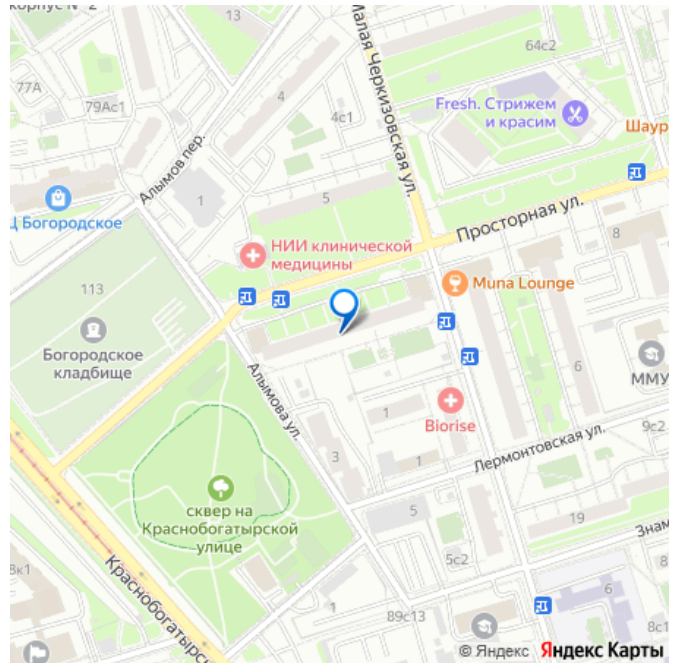 корпус № 2
13
77А
79Ас1
4
4с1
64с2
Малая Черкизовская ул.
Fresh. Стрижем
и красим
Шаур
Алымов пер.
1
5
Ц Богородское
Просторная ул.
8
НИИ клинической
медицины
Muna Lounge
113
Богородское
кладбище
Алымова ул.
6
ММУ
1
Biorise
9с2
3
1
Лермонтовская ул.
сквер на
Краснобогатырской
улице
5
19
Знам
5с2
8
8к1
Краснобогатырс
1
89с13
6
8с1
© Яндекс Яндекс Карты